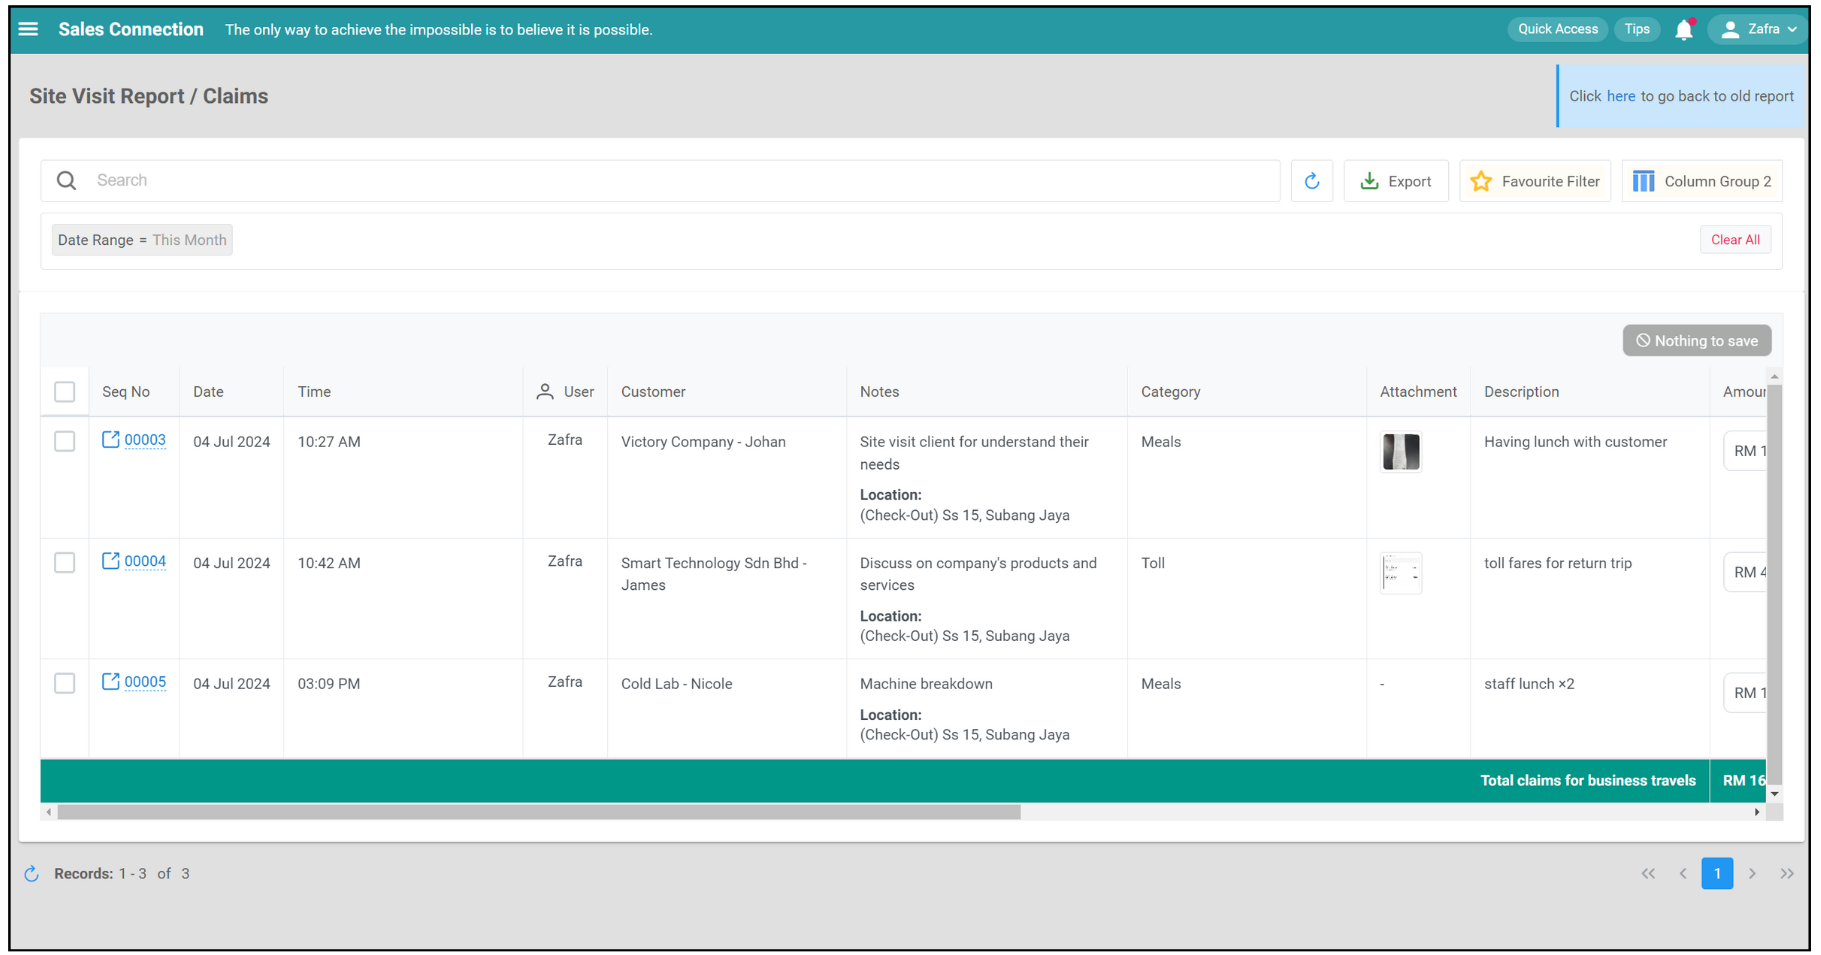 Sales Connection The only way to achieve the impossible is to believe it is possible. Quick Access Tips Zafra
Site Visit Report / Claims Click here to go back to old report
Search Export Favourite Filter Column Group 2
Date Range = This Month Clear All
Nothing to save
Seq No Date Time User Customer Notes Category Attachment Description Amour
00003 04 Jul 2024 10:27 AM Zafra Victory Company - Johan Site visit client for understand their Meals Having lunch with customer RM 1
needs
Location:
(Check-Out) Ss 15, Subang Jaya
00004 04 Jul 2024 10:42 AM Zafra Smart Technology Sdn Bhd - Discuss on company's products and Toll toll fares for return trip RM 4
James services
Location:
(Check-Out) Ss 15, Subang Jaya
00005 04 Jul 2024 03:09 PM Zafra Cold Lab - Nicole Machine breakdown Meals - staff lunch ×2 RM 1
Location:
(Check-Out) Ss 15, Subang Jaya
Total claims for business travels RM 16
Records: 1 - 3 of 3 1